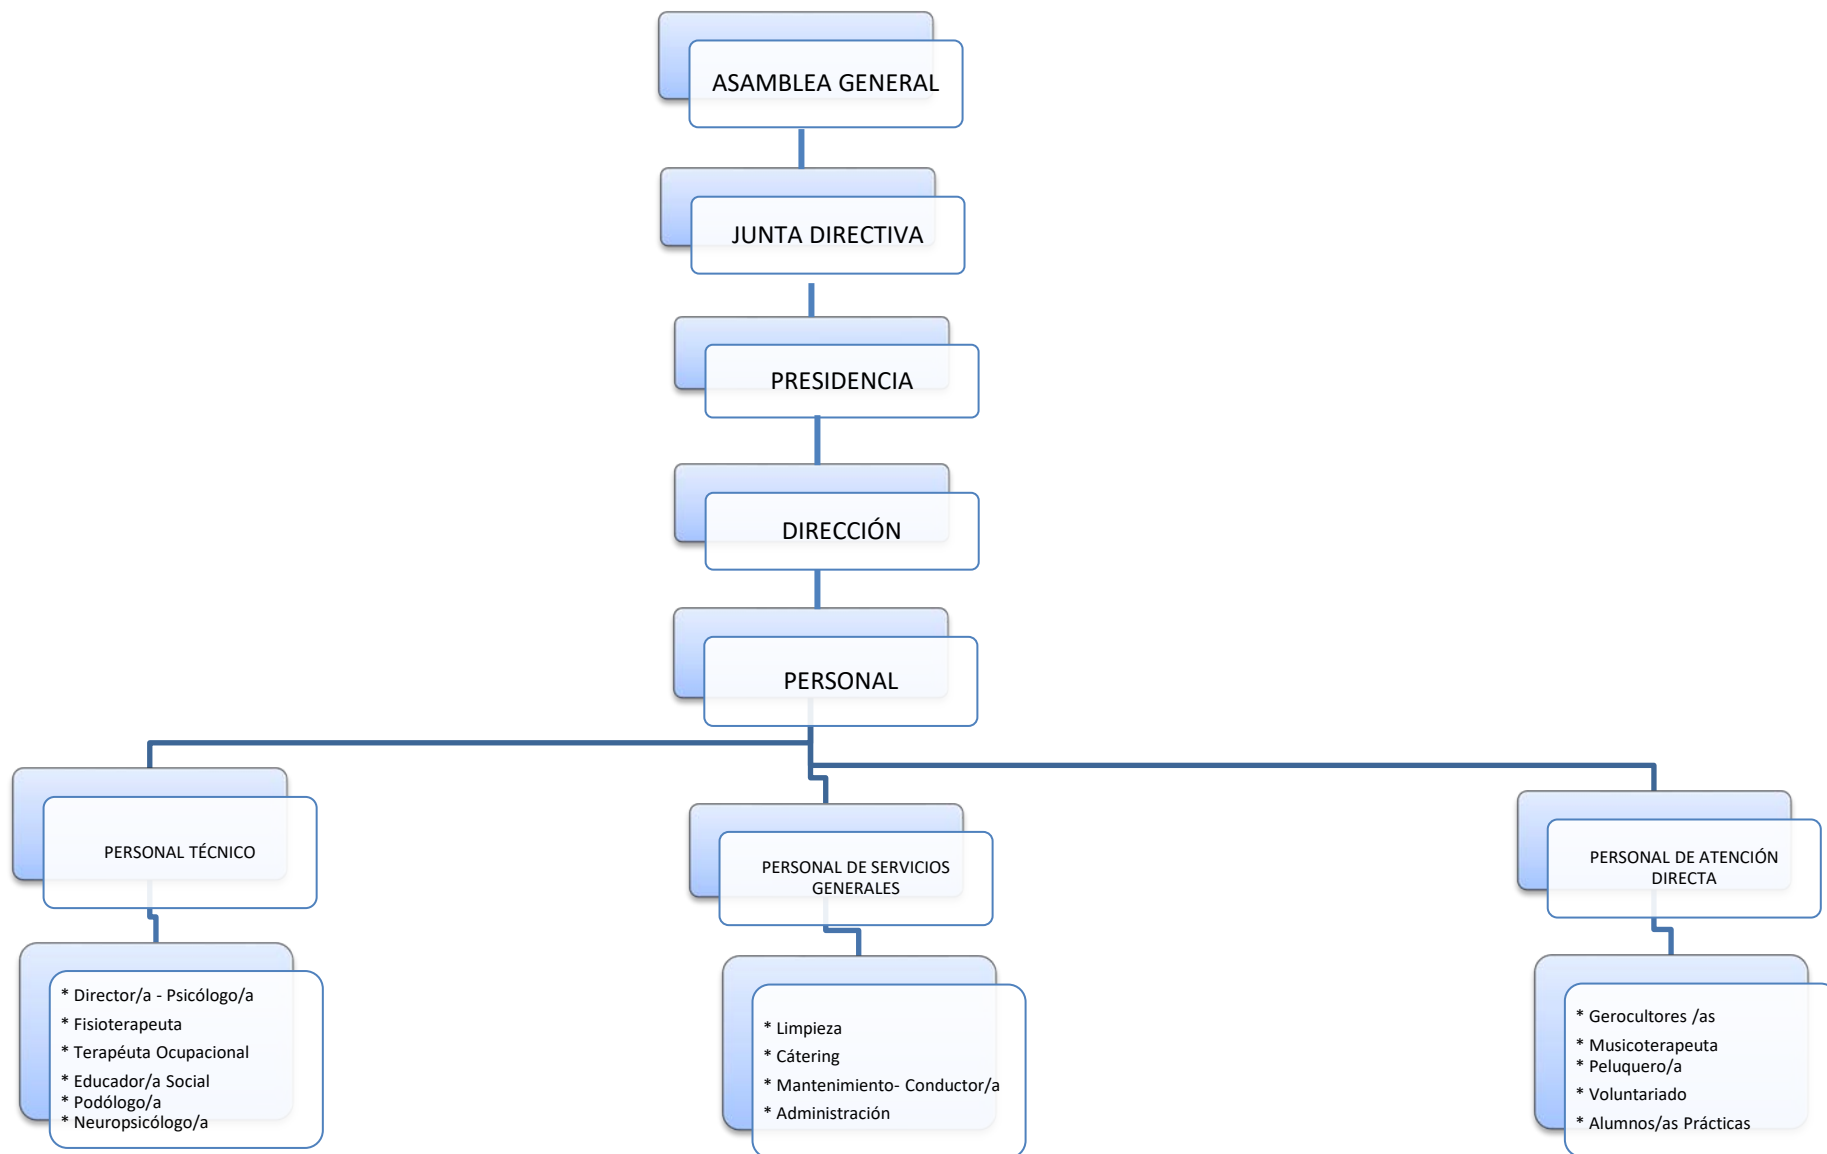 ASAMBLEA GENERAL
JUNTA DIRECTIVA
PRESIDENCIA
DIRECCIÓN
PERSONAL
PERSONAL TÉCNICO
PERSONAL DE SERVICIOS
GENERALES
PERSONAL DE ATENCIÓN
DIRECTA
* Director/a - Psicólogo/a
* Fisioterapeuta
* Terapéuta Ocupacional
* Educador/a Social
* Podólogo/a
* Neuropsicólogo/a
* Limpieza
* Cátering
* Mantenimiento- Conductor/a
* Administración
* Gerocultores /as
* Musicoterapeuta
* Peluquero/a
* Voluntariado
* Alumnos/as Prácticas